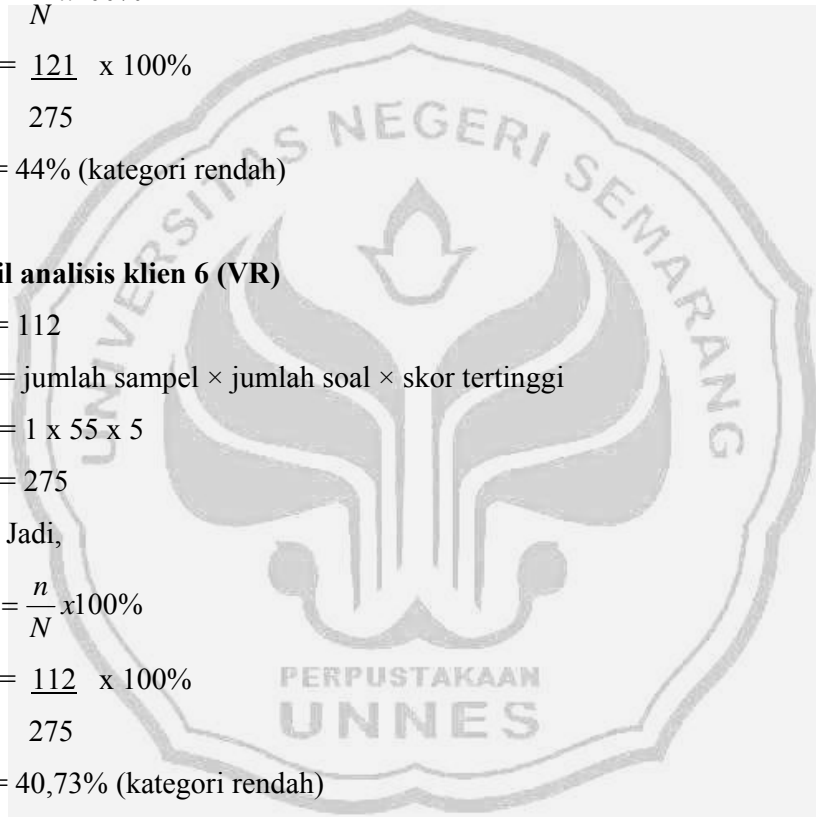 N
= 121 x 100%
275
= 44% (kategori rendah)
il analisis klien 6 (VR)
= 112
= jumlah sampel × jumlah soal × skor tertinggi
= 1 x 55 x 5
= 275
Jadi,
= n/N x100%
= 112 x 100%
275
= 40,73% (kategori rendah)
UNIVERSITAS NEGERI SEMARANG
PERPUSTAKAAN
UNNES